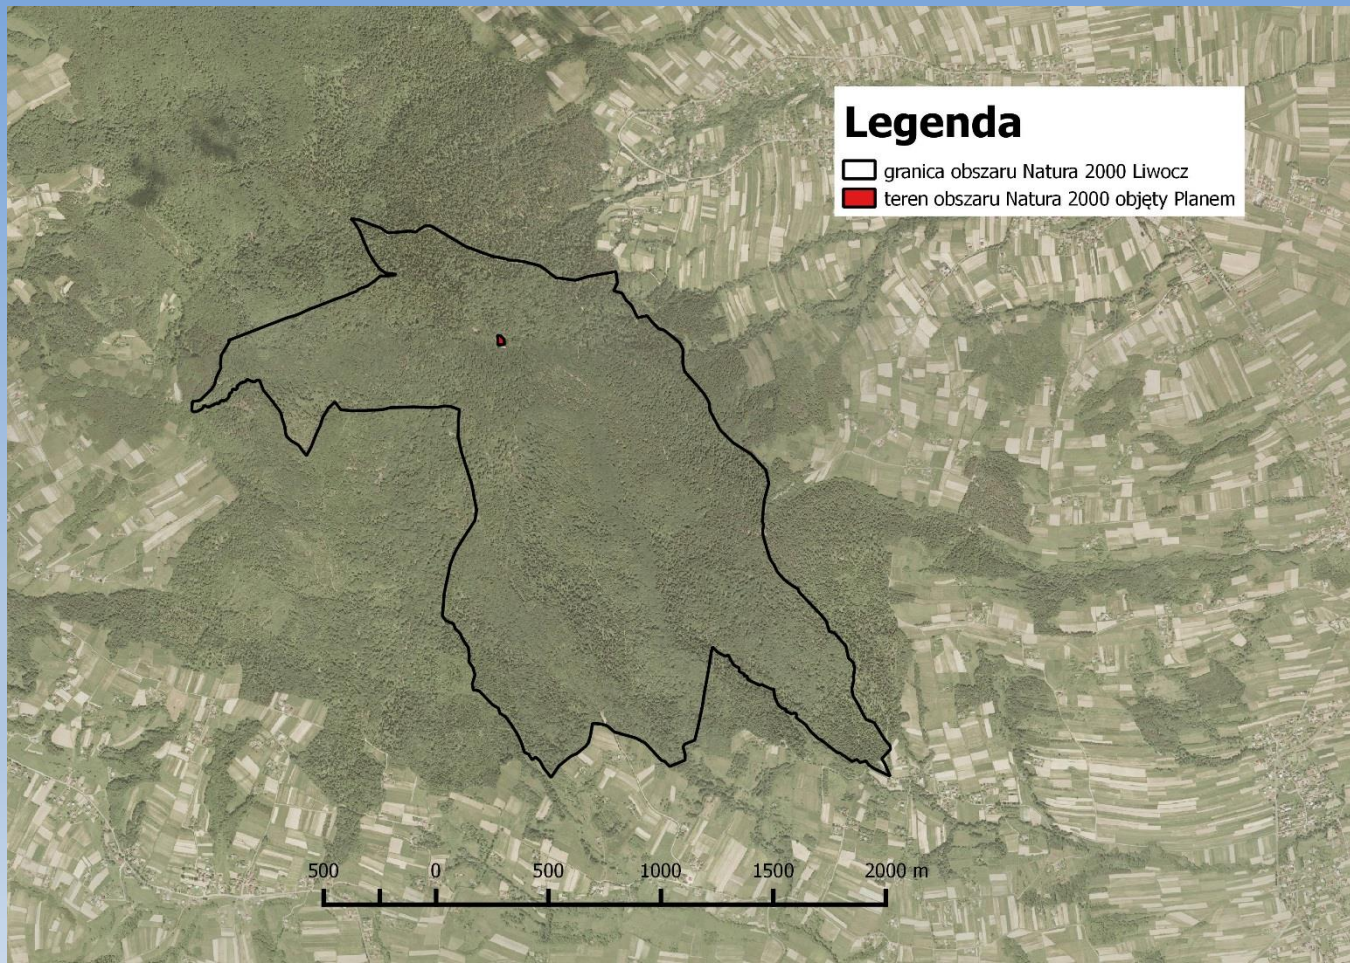 Legenda
granica obszaru Natura 2000 Liwocz
teren obszaru Natura 2000 objęty Planem
500 0 500 1000 1500 2000 m